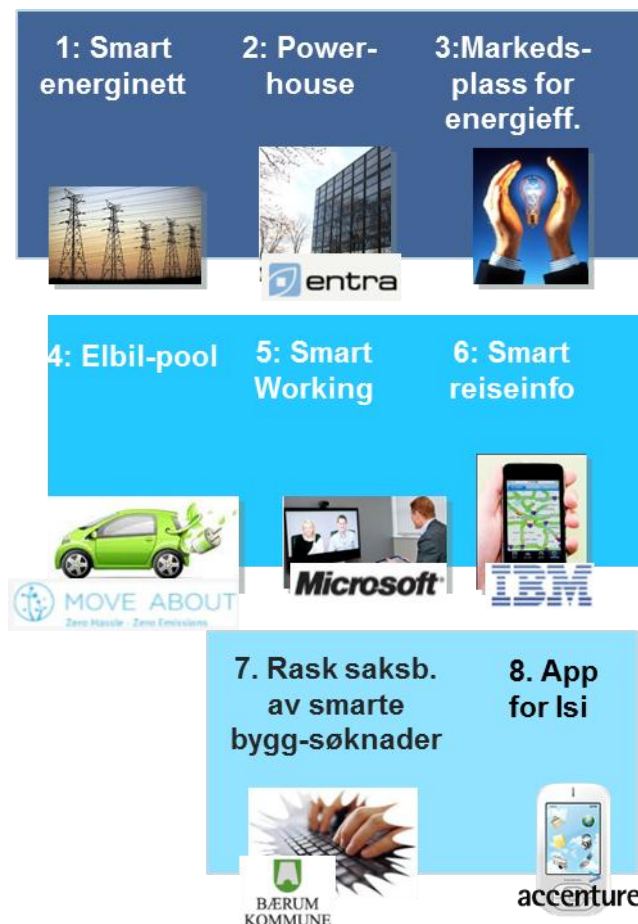 1: Smart
energinett
2: Power-
house
3:Markeds-
plass for
energieff.
entra
4: Elbil-pool
5: Smart
Working
6: Smart
reiseinfo
MOVE ABOUT
Zero Hassle - Zero Emissions
Microsoft
IBM
7. Rask saksb.
av smarte
bygg-søknader
8. App
for Isi
BÆRUM
KOMMUNE
accenture